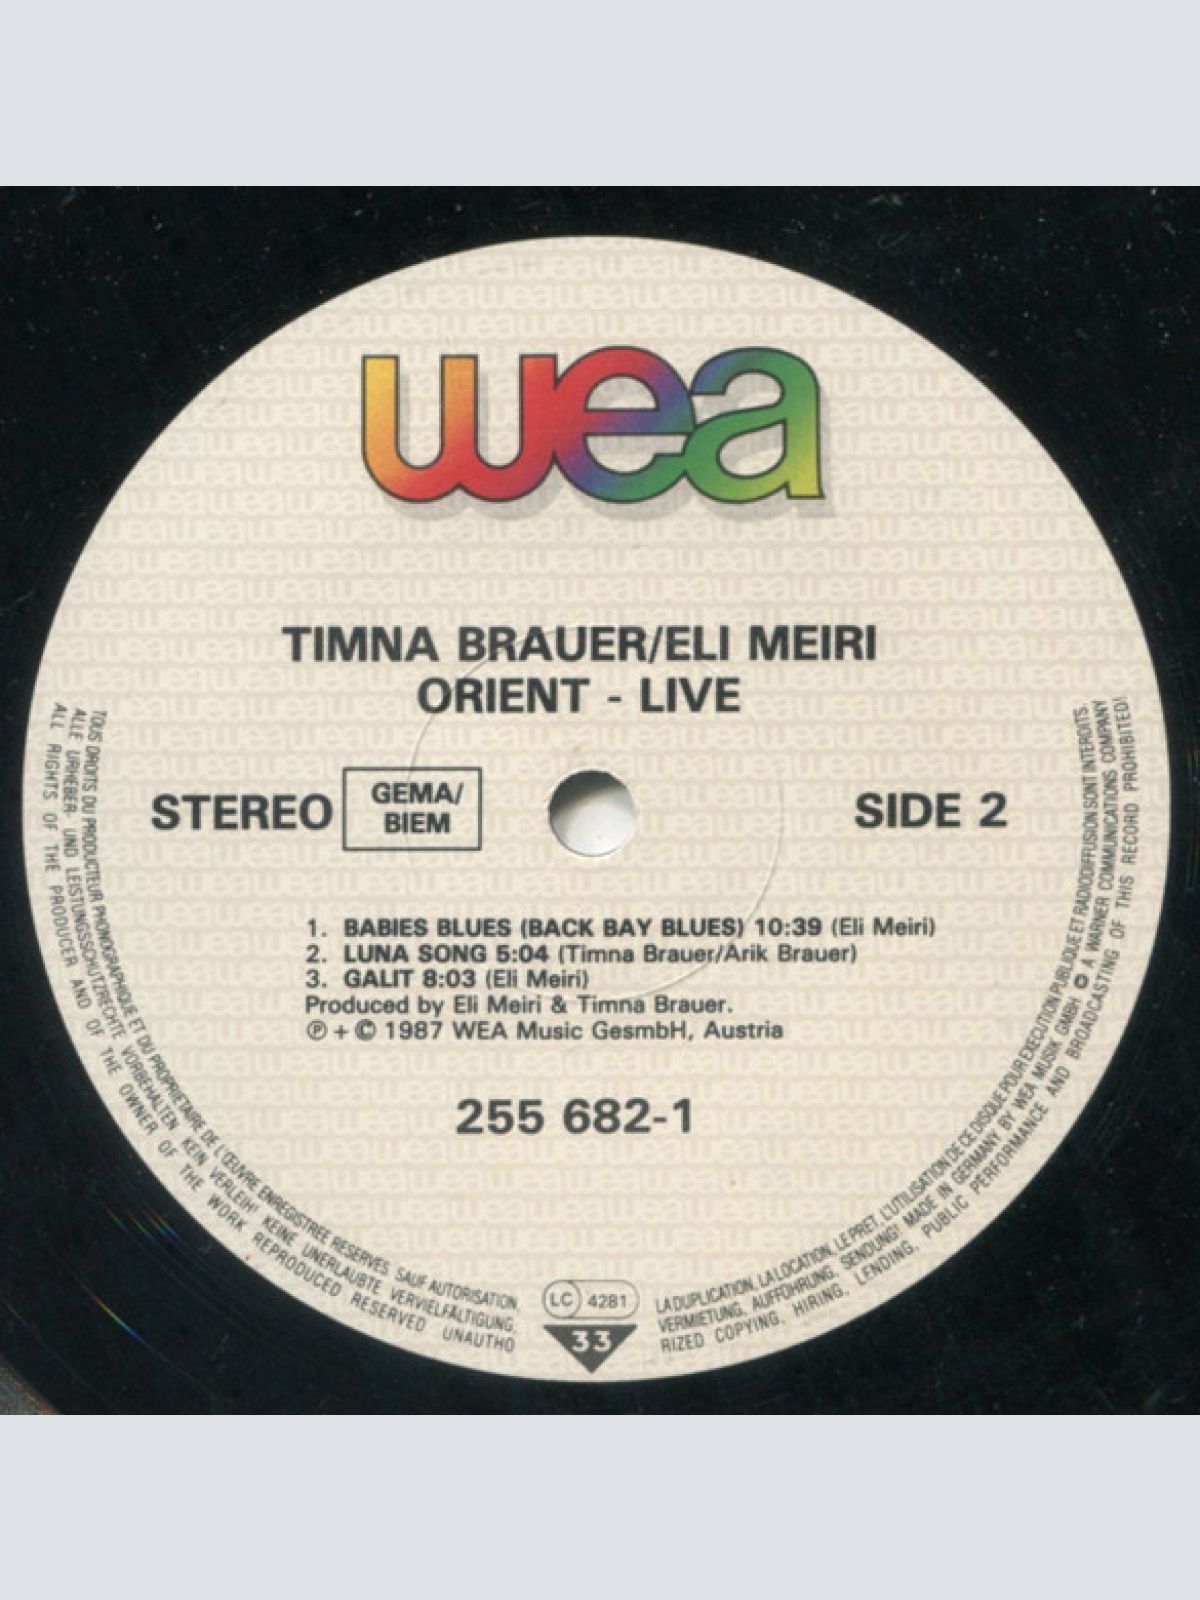 wea
TIMNA BRAUER/ELI MEIRI
ORIENT - LIVE
STEREO
GEMA/
BIEM
SIDE 2
1. BABIES BLUES (BACK BAY BLUES) 10:39 (Eli Meiri)
2. LUNA SONG 5:04 (Timna Brauer/Arik Brauer)
3. GALIT 8:03 (Eli Meiri)
Produced by Eli Meiri & Timna Brauer.
℗ + © 1987 WEA Music GesmbH, Austria
255 682-1
LC 4281
33
TOUS DROITS DU PRODUCTEUR PHONOGRAPHIQUE ET DU PROPRIETAIRE DE L'ŒUVRE ENREGISTREE RESERVES SAUF AUTORISATION, LA DUPLICATION, LA LOCATION, LE PRET, L'UTILISATION DE CE DISQUE POUR EXECUTION PUBLIQUE ET RADIODIFFUSION SONT INTERDITS.
ALLE URHEBER- UND LEISTUNGSSCHUTZRECHTE VORBEHALTEN KEIN VERLEIH! KEINE UNERLAUBTE VERVIELFÄLTIGUNG, VERMIETUNG, AUFFÜHRUNG, SENDUNG! MADE IN GERMANY BY WEA MUSIK GMBH A WARNER COMMUNICATIONS COMPANY
ALL RIGHTS OF THE PRODUCER AND OF THE OWNER OF THE WORK REPRODUCED RESERVED UNAUTHORIZED COPYING, HIRING, LENDING, PUBLIC PERFORMANCE AND BROADCASTING OF THIS RECORD PROHIBITED!